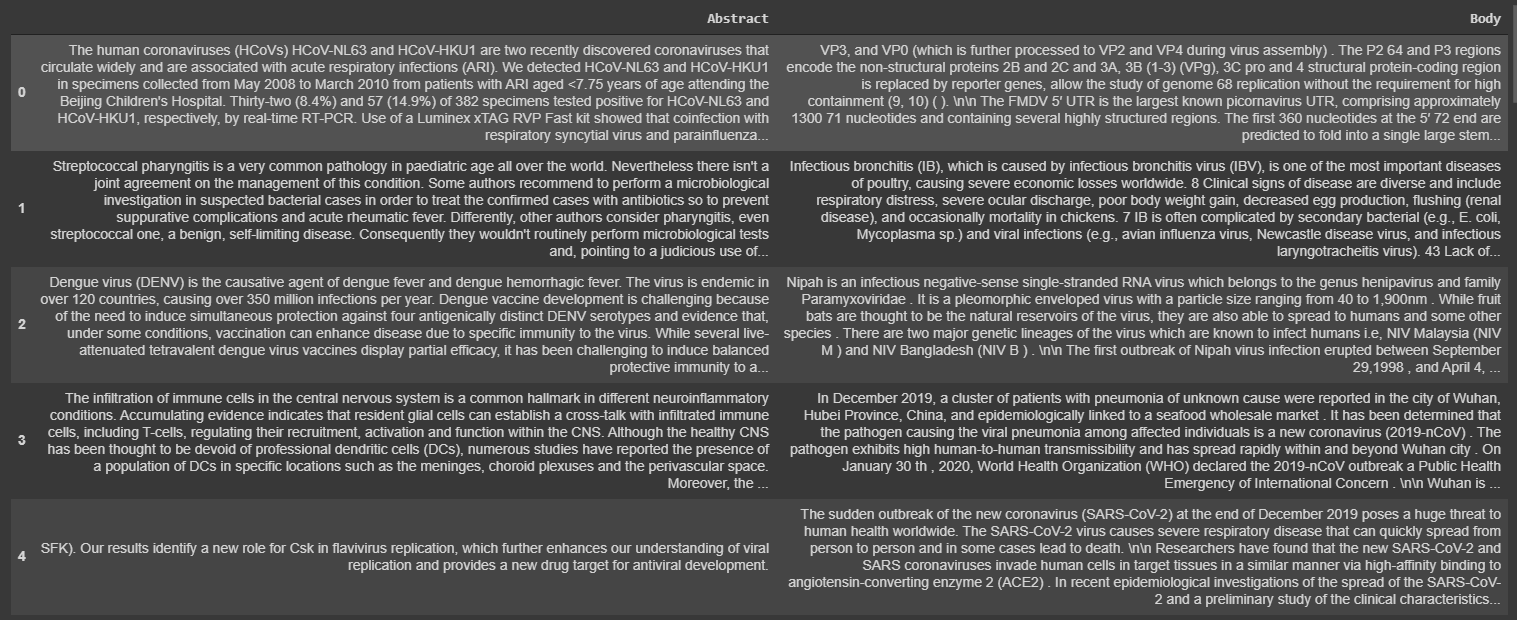 Abstract Body
0
The human coronaviruses (HCoVs) HCoV-NL63 and HCoV-HKU1 are two recently discovered coronaviruses that
circulate widely and are associated with acute respiratory infections (ARI). We detected HCoV-NL63 and HCoV-HKU1
in specimens collected from May 2008 to March 2010 from patients with ARI aged <7.75 years of age attending the
Beijing Children's Hospital. Thirty-two (8.4%) and 57 (14.9%) of 382 specimens tested positive for HCoV-NL63 and
HCoV-HKU1, respectively, by real-time RT-PCR. Use of a Luminex xTAG RVP Fast kit showed that coinfection with
respiratory syncytial virus and parainfluenza...
VP3, and VP0 (which is further processed to VP2 and VP4 during virus assembly) . The P2 64 and P3 regions
encode the non-structural proteins 2B and 2C and 3A, 3B (1-3) (VPg), 3C pro and 4 structural protein-coding region
is replaced by reporter genes, allow the study of genome 68 replication without the requirement for high
containment (9, 10) ( ). \n\n The FMDV 5' UTR is the largest known picornavirus UTR, comprising approximately
1300 71 nucleotides and containing several highly structured regions. The first 360 nucleotides at the 5' 72 end are
predicted to fold into a single large stem...
1
Streptococcal pharyngitis is a very common pathology in paediatric age all over the world. Nevertheless there isn't a
joint agreement on the management of this condition. Some authors recommend to perform a microbiological
investigation in suspected bacterial cases in order to treat the confirmed cases with antibiotics so to prevent
suppurative complications and acute rheumatic fever. Differently, other authors consider pharyngitis, even
streptococcal one, a benign, self-limiting disease. Consequently they wouldn't routinely perform microbiological tests
and, pointing to a judicious use of...
Infectious bronchitis (IB), which is caused by infectious bronchitis virus (IBV), is one of the most important diseases
of poultry, causing severe economic losses worldwide. 8 Clinical signs of disease are diverse and include
respiratory distress, severe ocular discharge, poor body weight gain, decreased egg production, flushing (renal
disease), and occasionally mortality in chickens. 7 IB is often complicated by secondary bacterial (e.g., E. coli,
Mycoplasma sp.) and viral infections (e.g., avian influenza virus, Newcastle disease virus, and infectious
laryngotracheitis virus). 43 Lack of...
2
Dengue virus (DENV) is the causative agent of dengue fever and dengue hemorrhagic fever. The virus is endemic in
over 120 countries, causing over 350 million infections per year. Dengue vaccine development is challenging because
of the need to induce simultaneous protection against four antigenically distinct DENV serotypes and evidence that,
under some conditions, vaccination can enhance disease due to specific immunity to the virus. While several live-
attenuated tetravalent dengue virus vaccines display partial efficacy, it has been challenging to induce balanced
protective immunity to a...
Nipah is an infectious negative-sense single-stranded RNA virus which belongs to the genus henipavirus and family
Paramyxoviridae . It is a pleomorphic enveloped virus with a particle size ranging from 40 to 1,900nm . While fruit
bats are thought to be the natural reservoirs of the virus, they are also able to spread to humans and some other
species . There are two major genetic lineages of the virus which are known to infect humans i.e, NIV Malaysia (NIV
M ) and NIV Bangladesh (NIV B ) . \n\n The first outbreak of Nipah virus infection erupted between September
29,1998 , and April 4, ...
3
The infiltration of immune cells in the central nervous system is a common hallmark in different neuroinflammatory
conditions. Accumulating evidence indicates that resident glial cells can establish a cross-talk with infiltrated immune
cells, including T-cells, regulating their recruitment, activation and function within the CNS. Although the healthy CNS
has been thought to be devoid of professional dendritic cells (DCs), numerous studies have reported the presence of
a population of DCs in specific locations such as the meninges, choroid plexuses and the perivascular space.
Moreover, the ...
In December 2019, a cluster of patients with pneumonia of unknown cause were reported in the city of Wuhan,
Hubei Province, China, and epidemiologically linked to a seafood wholesale market . It has been determined that
the pathogen causing the viral pneumonia among affected individuals is a new coronavirus (2019-nCoV) . The
pathogen exhibits high human-to-human transmissibility and has spread rapidly within and beyond Wuhan city . On
January 30 th , 2020, World Health Organization (WHO) declared the 2019-nCoV outbreak a Public Health
Emergency of International Concern . \n\n Wuhan is ...
4
SFK). Our results identify a new role for Csk in flavivirus replication, which further enhances our understanding of viral
replication and provides a new drug target for antiviral development.
The sudden outbreak of the new coronavirus (SARS-CoV-2) at the end of December 2019 poses a huge threat to
human health worldwide. The SARS-CoV-2 virus causes severe respiratory disease that can quickly spread from
person to person and in some cases lead to death. \n\n Researchers have found that the new SARS-CoV-2 and
SARS coronaviruses invade human cells in target tissues in a similar manner via high-affinity binding to
angiotensin-converting enzyme 2 (ACE2) . In recent epidemiological investigations of the spread of the SARS-CoV-
2 and a preliminary study of the clinical characteristics...